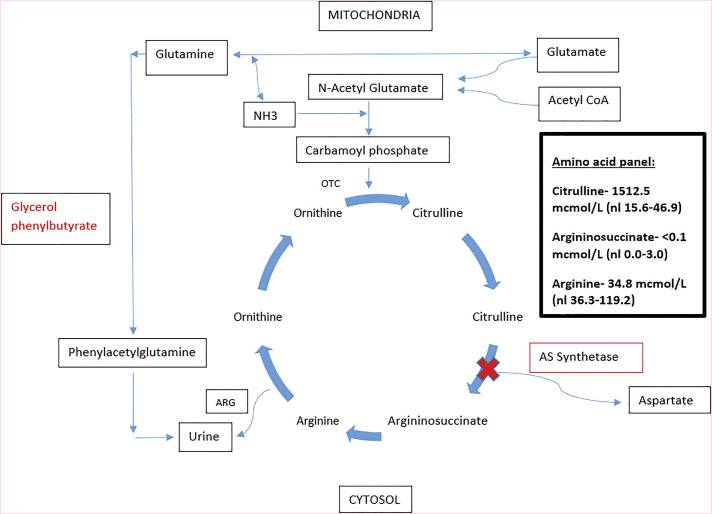 MITOCHONDRIA
Glutamine
Glutamate
N-Acetyl Glutamate
Acetyl CoA
NH3
Carbamoyl phosphate
OTC
Ornithine
Citrulline
Amino acid panel:
Citrulline- 1512.5
mcmol/L (nl 15.6-46.9)
Argininosuccinate- <0.1
mcmol/L (nl 0.0-3.0)
Arginine- 34.8 mcmol/L
(nl 36.3-119.2)
Glycerol
phenylbutyrate
Ornithine
Citrulline
Phenylacetylglutamine
AS Synthetase
ARG
Aspartate
Urine
Arginine
Argininosuccinate
CYTOSOL